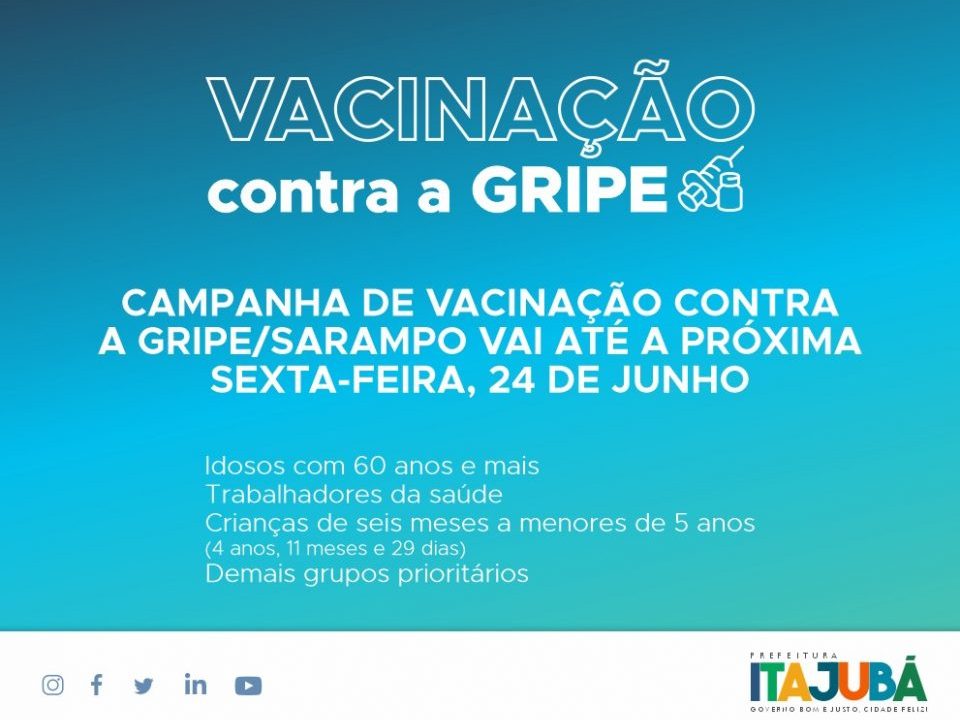 VACINAÇÃO
contra a GRIPE
CAMPANHA DE VACINAÇÃO CONTRA
A GRIPE/SARAMPO VAI ATÉ A PRÓXIMA
SEXTA-FEIRA, 24 DE JUNHO
Idosos com 60 anos e mais
Trabalhadores da saúde
Crianças de seis meses a menores de 5 anos
(4 anos, 11 meses e 29 dias)
Demais grupos prioritários
PREFEITURA
ITAJUBÁ
GOVERNO BOM E JUSTO, CIDADE FELIZ!